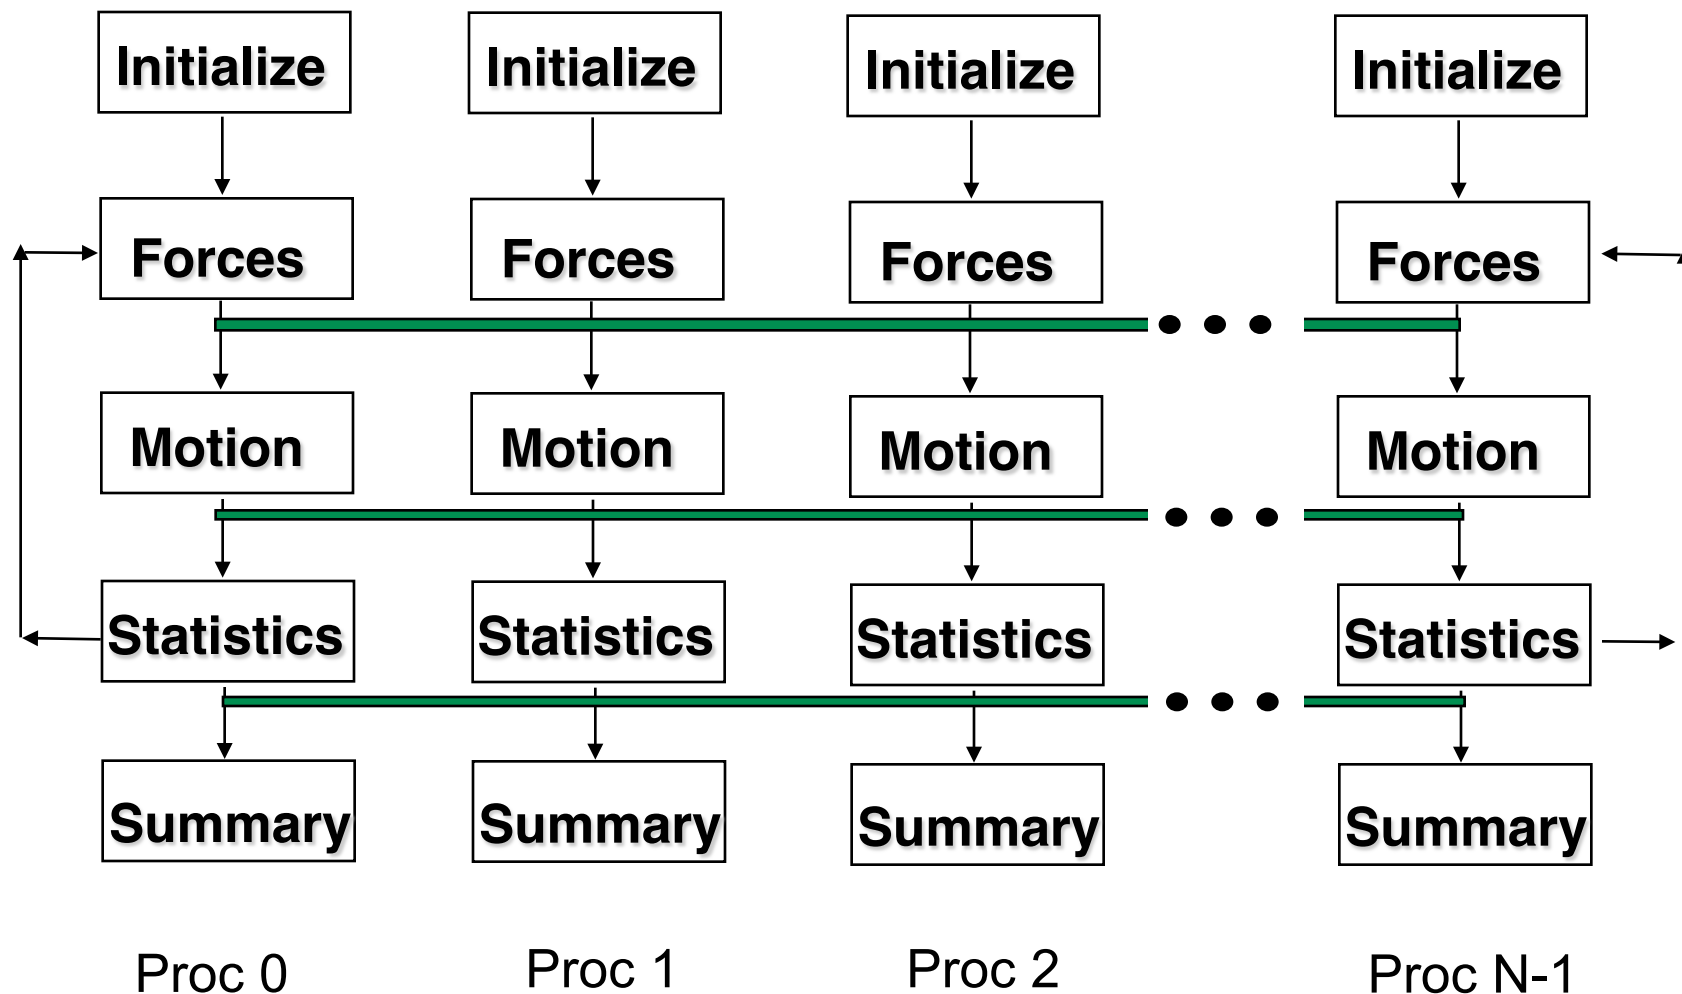 Initialize Initialize Initialize Initialize
Forces Forces Forces Forces
Motion Motion Motion Motion
Statistics Statistics Statistics Statistics
Summary Summary Summary Summary
Proc 0 Proc 1 Proc 2 Proc N-1